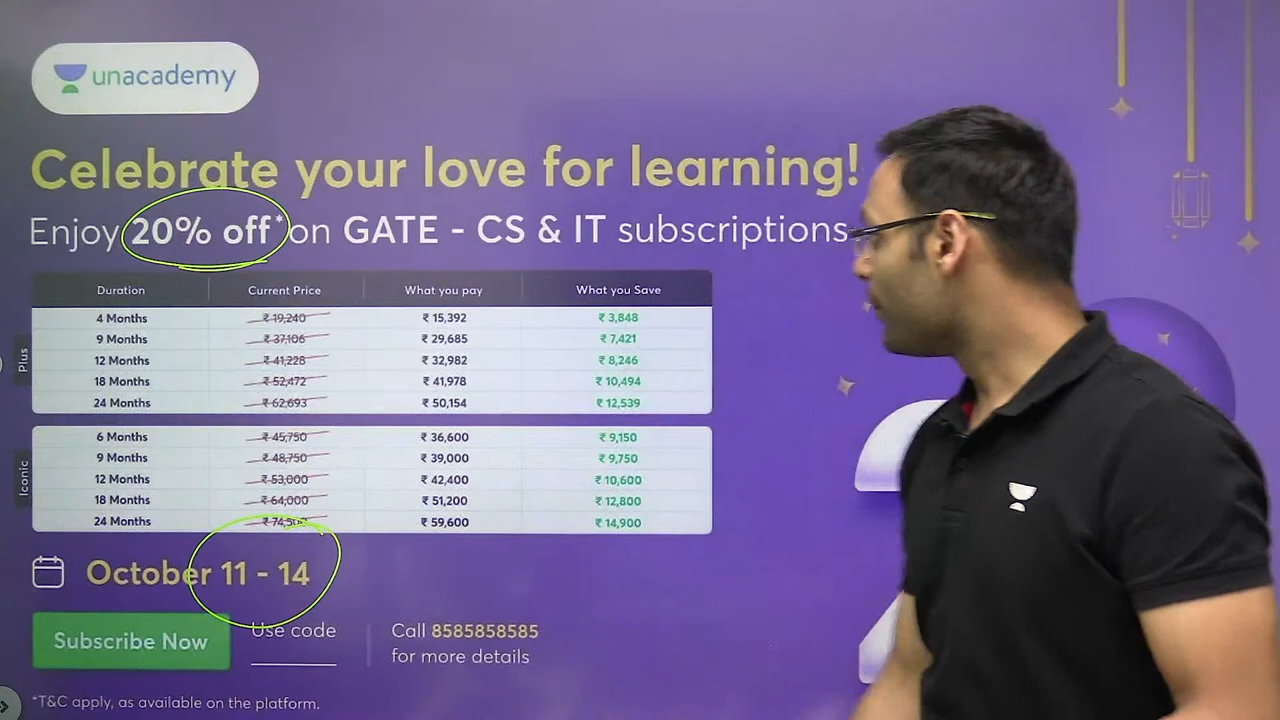 unacademy
Celebrate your love for learning!
Enjoy 20% off* on GATE - CS & IT subscriptions
Duration Current Price What you pay What you Save
Plus
4 Months ₹ 19,240 ₹ 15,392 ₹ 3,848
9 Months ₹ 37,106 ₹ 29,685 ₹ 7,421
12 Months ₹ 41,228 ₹ 32,982 ₹ 8,246
18 Months ₹ 52,472 ₹ 41,978 ₹ 10,494
24 Months ₹ 62,693 ₹ 50,154 ₹ 12,539
Iconic
6 Months ₹ 45,750 ₹ 36,600 ₹ 9,150
9 Months ₹ 48,750 ₹ 39,000 ₹ 9,750
12 Months ₹ 53,000 ₹ 42,400 ₹ 10,600
18 Months ₹ 64,000 ₹ 51,200 ₹ 12,800
24 Months ₹ 74,500 ₹ 59,600 ₹ 14,900
October 11 - 14
Subscribe Now
Use code
Call 8585858585
for more details
*T&C apply, as available on the platform.